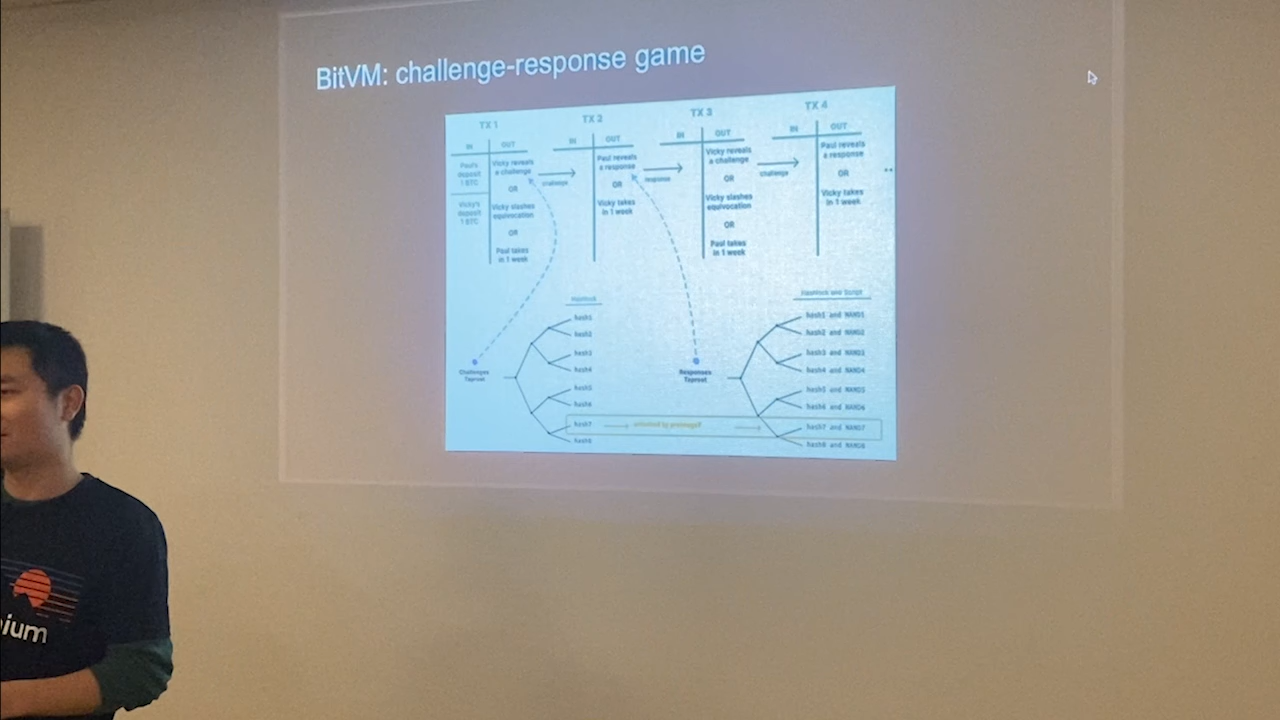 BitVM: challenge-response game
TX 1
TX 2
TX 3
TX 4
IN
OUT
IN
OUT
IN
OUT
IN
OUT
Paul's
deposit
1 BTC
Vicky's
deposit
1 BTC
Vicky reveals
a challenge
OR
Vicky slashes
equivocation
OR
Paul takes
in 1 week
challenge
Paul reveals
a response
OR
Vicky takes
in 1 week
response
Vicky reveals
a challenge
OR
Vicky slashes
equivocation
OR
Paul takes
in 1 week
challenge
Paul reveals
a response
OR
Vicky takes
in 1 week
..
Challenges
Taproot
Hashlock
hash1
hash2
hash3
hash4
hash5
hash6
hash7
hash8
Responses
Taproot
Hashlock and Script
hash1 and NAND1
hash2 and NAND2
hash3 and NAND3
hash4 and NAND4
hash5 and NAND5
hash6 and NAND6
hash7 and NAND7
hash8 and NAND8
ium